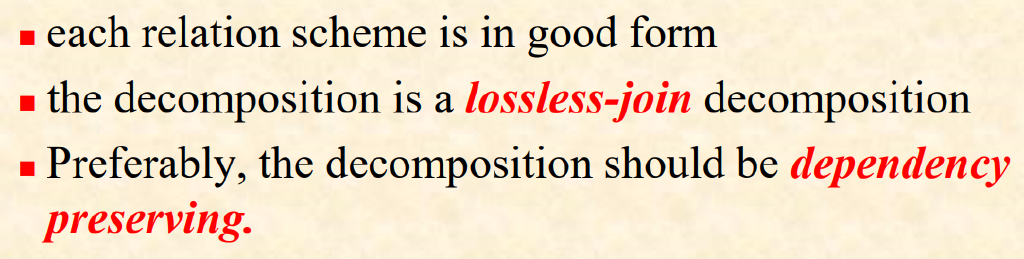 ▪ each relation scheme is in good form
▪ the decomposition is a lossless-join decomposition
▪ Preferably, the decomposition should be dependency
preserving.